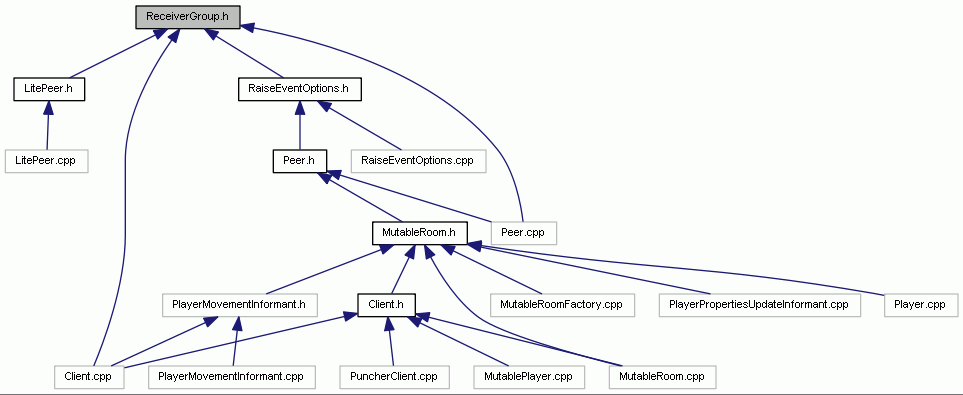 ReceiverGroup.h
LitePeer.h
RaiseEventOptions.h
LitePeer.cpp
Peer.h
RaiseEventOptions.cpp
MutableRoom.h
Peer.cpp
PlayerMovementInformant.h
Client.h
MutableRoomFactory.cpp
PlayerPropertiesUpdateInformant.cpp
Player.cpp
Client.cpp
PlayerMovementInformant.cpp
PuncherClient.cpp
MutablePlayer.cpp
MutableRoom.cpp